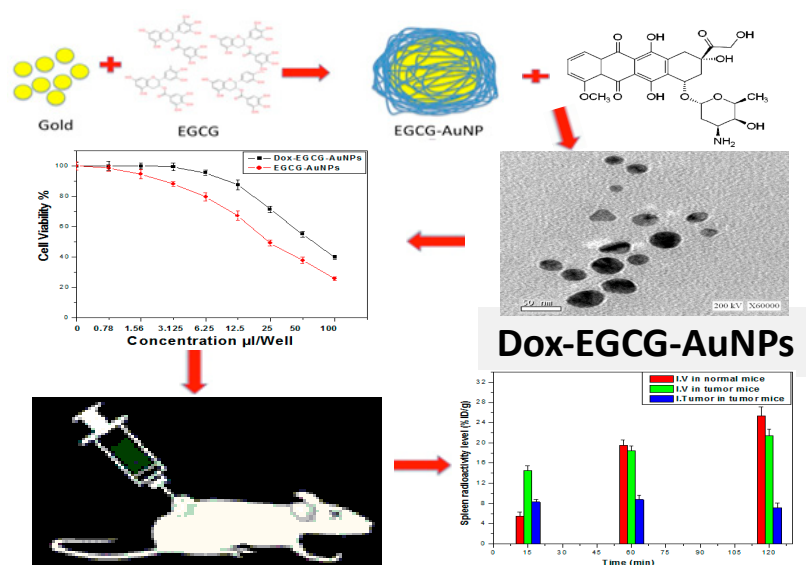 Gold
EGCG
EGCG-AuNP
O
OH
O
OH
OH
OCH₃
O
OH
O
O
CH₃
OH
NH₂
Cell Viability %
100
80
60
40
20
0
Dox-EGCG-AuNPs
EGCG-AuNPs
0 0.78 1.56 3.125 6.25 12.5 25 50 100
Concentration µl/Well
50 nm
200 kV X60000
Dox-EGCG-AuNPs
Spleen radioactivity level (%ID/g)
32
28
24
20
16
12
8
4
0
I.V in normal mice
I.V in tumor mice
I.Tumor in tumor mice
0 15 30 45 60 75 90 105 120
Time (min)